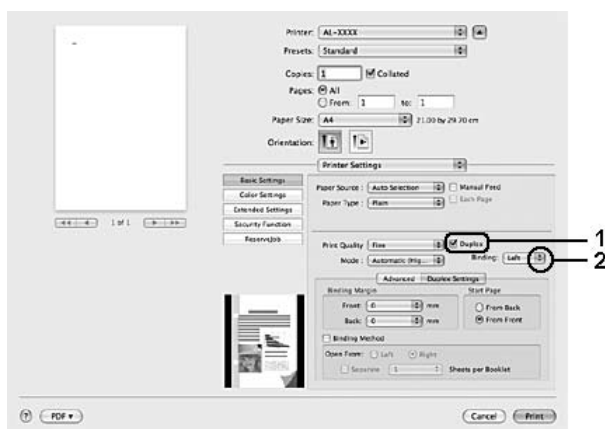 Printer: AL-XXXX
Presets: Standard
Copies: 1 Collated
Pages: All
From: 1 to: 1
Paper Size: A4 21.00 by 29.70 cm
Orientation:
Printer Settings
Basic Settings
Color Settings
Extended Settings
Security Function
ReserveJob
Paper Source : Auto Selection Manual Feed
Paper Type : Plain Each Page
1 of 1
Print Quality : Fine Duplex 1
Mode : Automatic (Hig... Binding: Left 2
Advanced Duplex Settings
Binding Margin Start Page
Front: 0 mm From Back
Back: 0 mm From Front
Binding Method
Open From: Left Right
Separate 1 Sheets per Booklet
? PDF Cancel Print